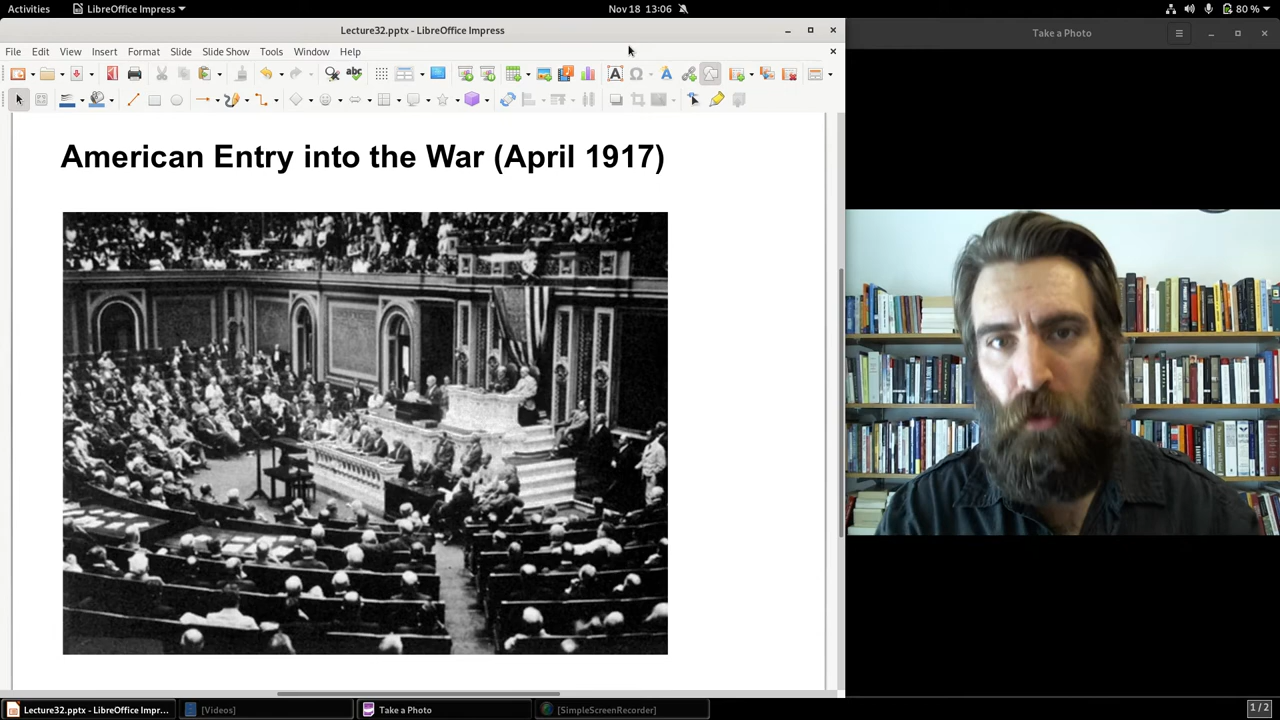 Activities
LibreOffice Impress
Nov 18 13:06
80 %
Lecture32.pptx - LibreOffice Impress
Take a Photo
File Edit View Insert Format Slide Slide Show Tools Window Help
American Entry into the War (April 1917)
Lecture32.pptx - LibreOffice Impr...
[Videos]
Take a Photo
[SimpleScreenRecorder]
1 / 2